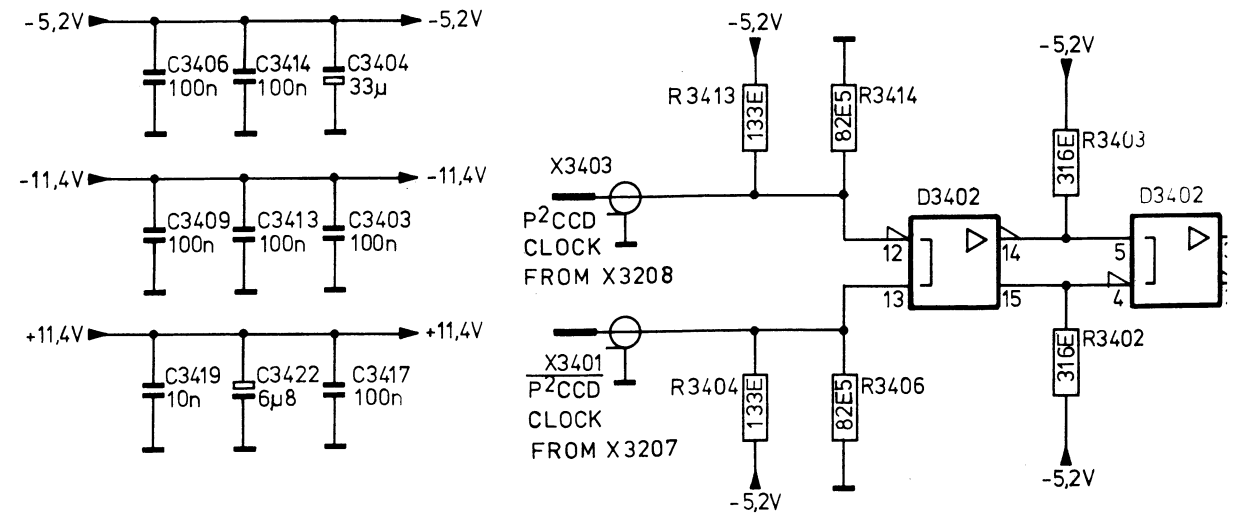 -5,2V
-5,2V
C3406
100n
C3414
100n
C3404
33µ
-11,4V
-11,4V
C3409
100n
C3413
100n
C3403
100n
+11,4V
+11,4V
C3419
10n
C3422
6µ8
C3417
100n
-5,2V
R3413
133E
82E5
R3414
X3403
P²CCD
CLOCK
FROM X3208
-5,2V
316E
R3403
D3402
12
14
13
15
D3402
5
4
X3401
P²CCD
CLOCK
FROM X3207
R3404
133E
-5,2V
82E5
R3406
316E
R3402
-5,2V